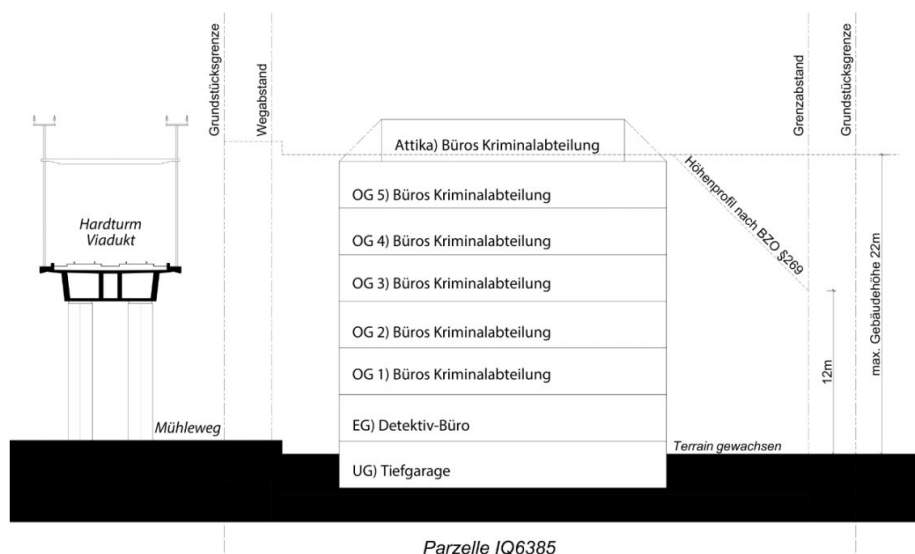 Grundstücksgrenze
Wegabstand
Grenzabstand
Grundstücksgrenze
Attika) Büros Kriminalabteilung
OG 5) Büros Kriminalabteilung
Höhenprofil nach BZO §269
Hardturm
Viadukt
OG 4) Büros Kriminalabteilung
OG 3) Büros Kriminalabteilung
max. Gebäudehöhe 22m
OG 2) Büros Kriminalabteilung
12m
OG 1) Büros Kriminalabteilung
Mühleweg
EG) Detektiv-Büro
Terrain gewachsen
UG) Tiefgarage
Parzelle IQ6385